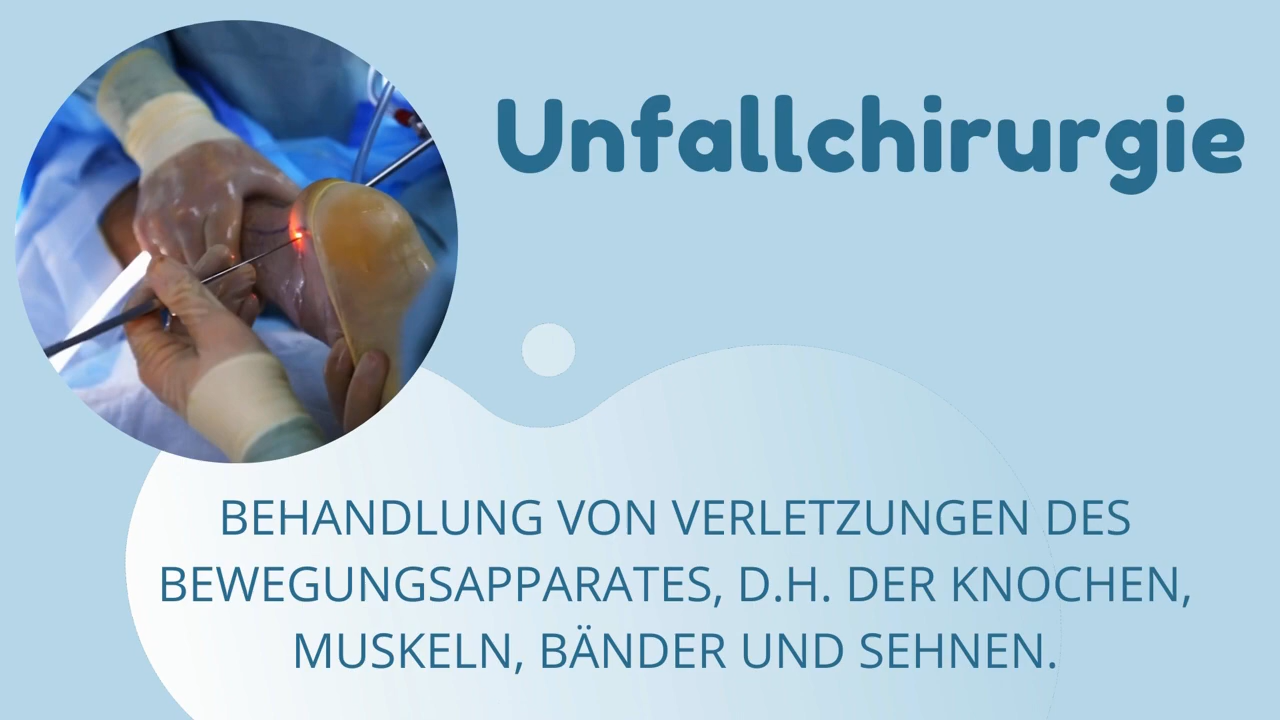 Unfallchirurgie
BEHANDLUNG VON VERLETZUNGEN DES
BEWEGUNGSAPPARATES, D.H. DER KNOCHEN,
MUSKELN, BÄNDER UND SEHNEN.